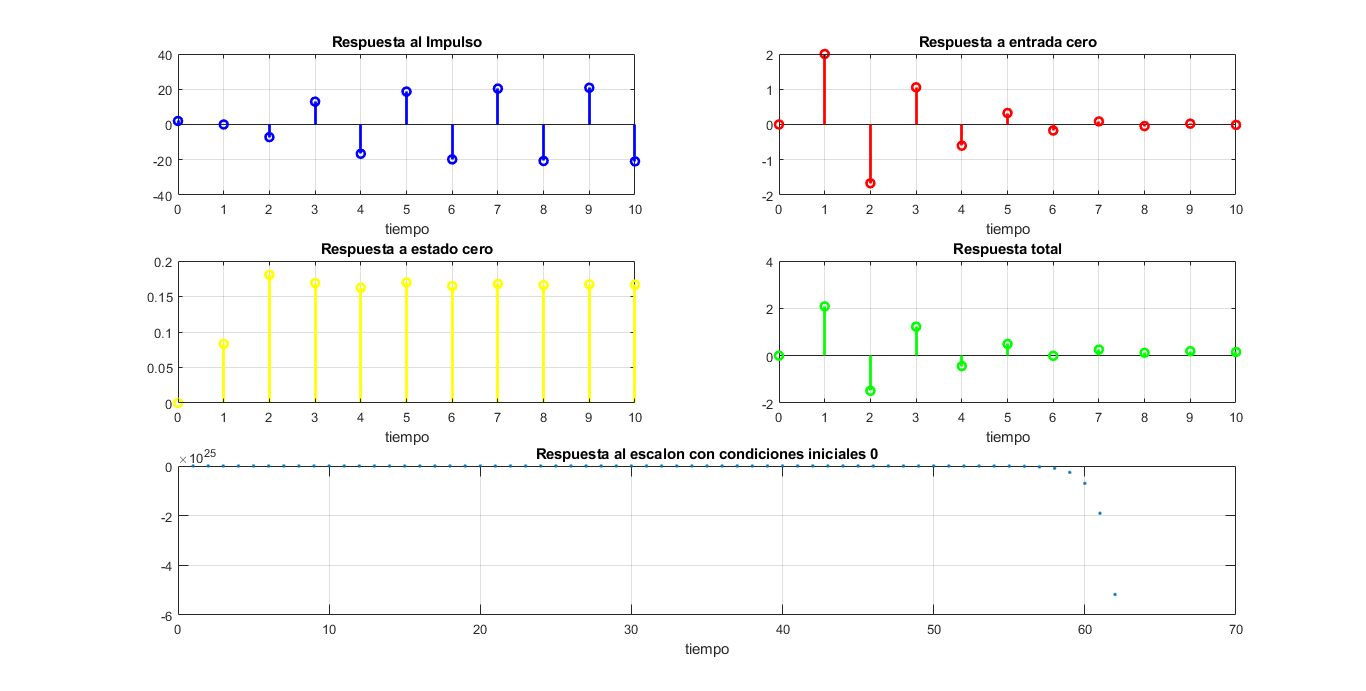 Respuesta al Impulso
40
20
0
-20
-40
0 1 2 3 4 5 6 7 8 9 10
tiempo
Respuesta a entrada cero
2
1
0
-1
-2
0 1 2 3 4 5 6 7 8 9 10
tiempo
Respuesta a estado cero
0.2
0.15
0.1
0.05
0
0 1 2 3 4 5 6 7 8 9 10
tiempo
Respuesta total
4
2
0
-2
0 1 2 3 4 5 6 7 8 9 10
tiempo
Respuesta al escalon con condiciones iniciales 0
×10^25
0
-2
-4
-6
0 10 20 30 40 50 60 70
tiempo